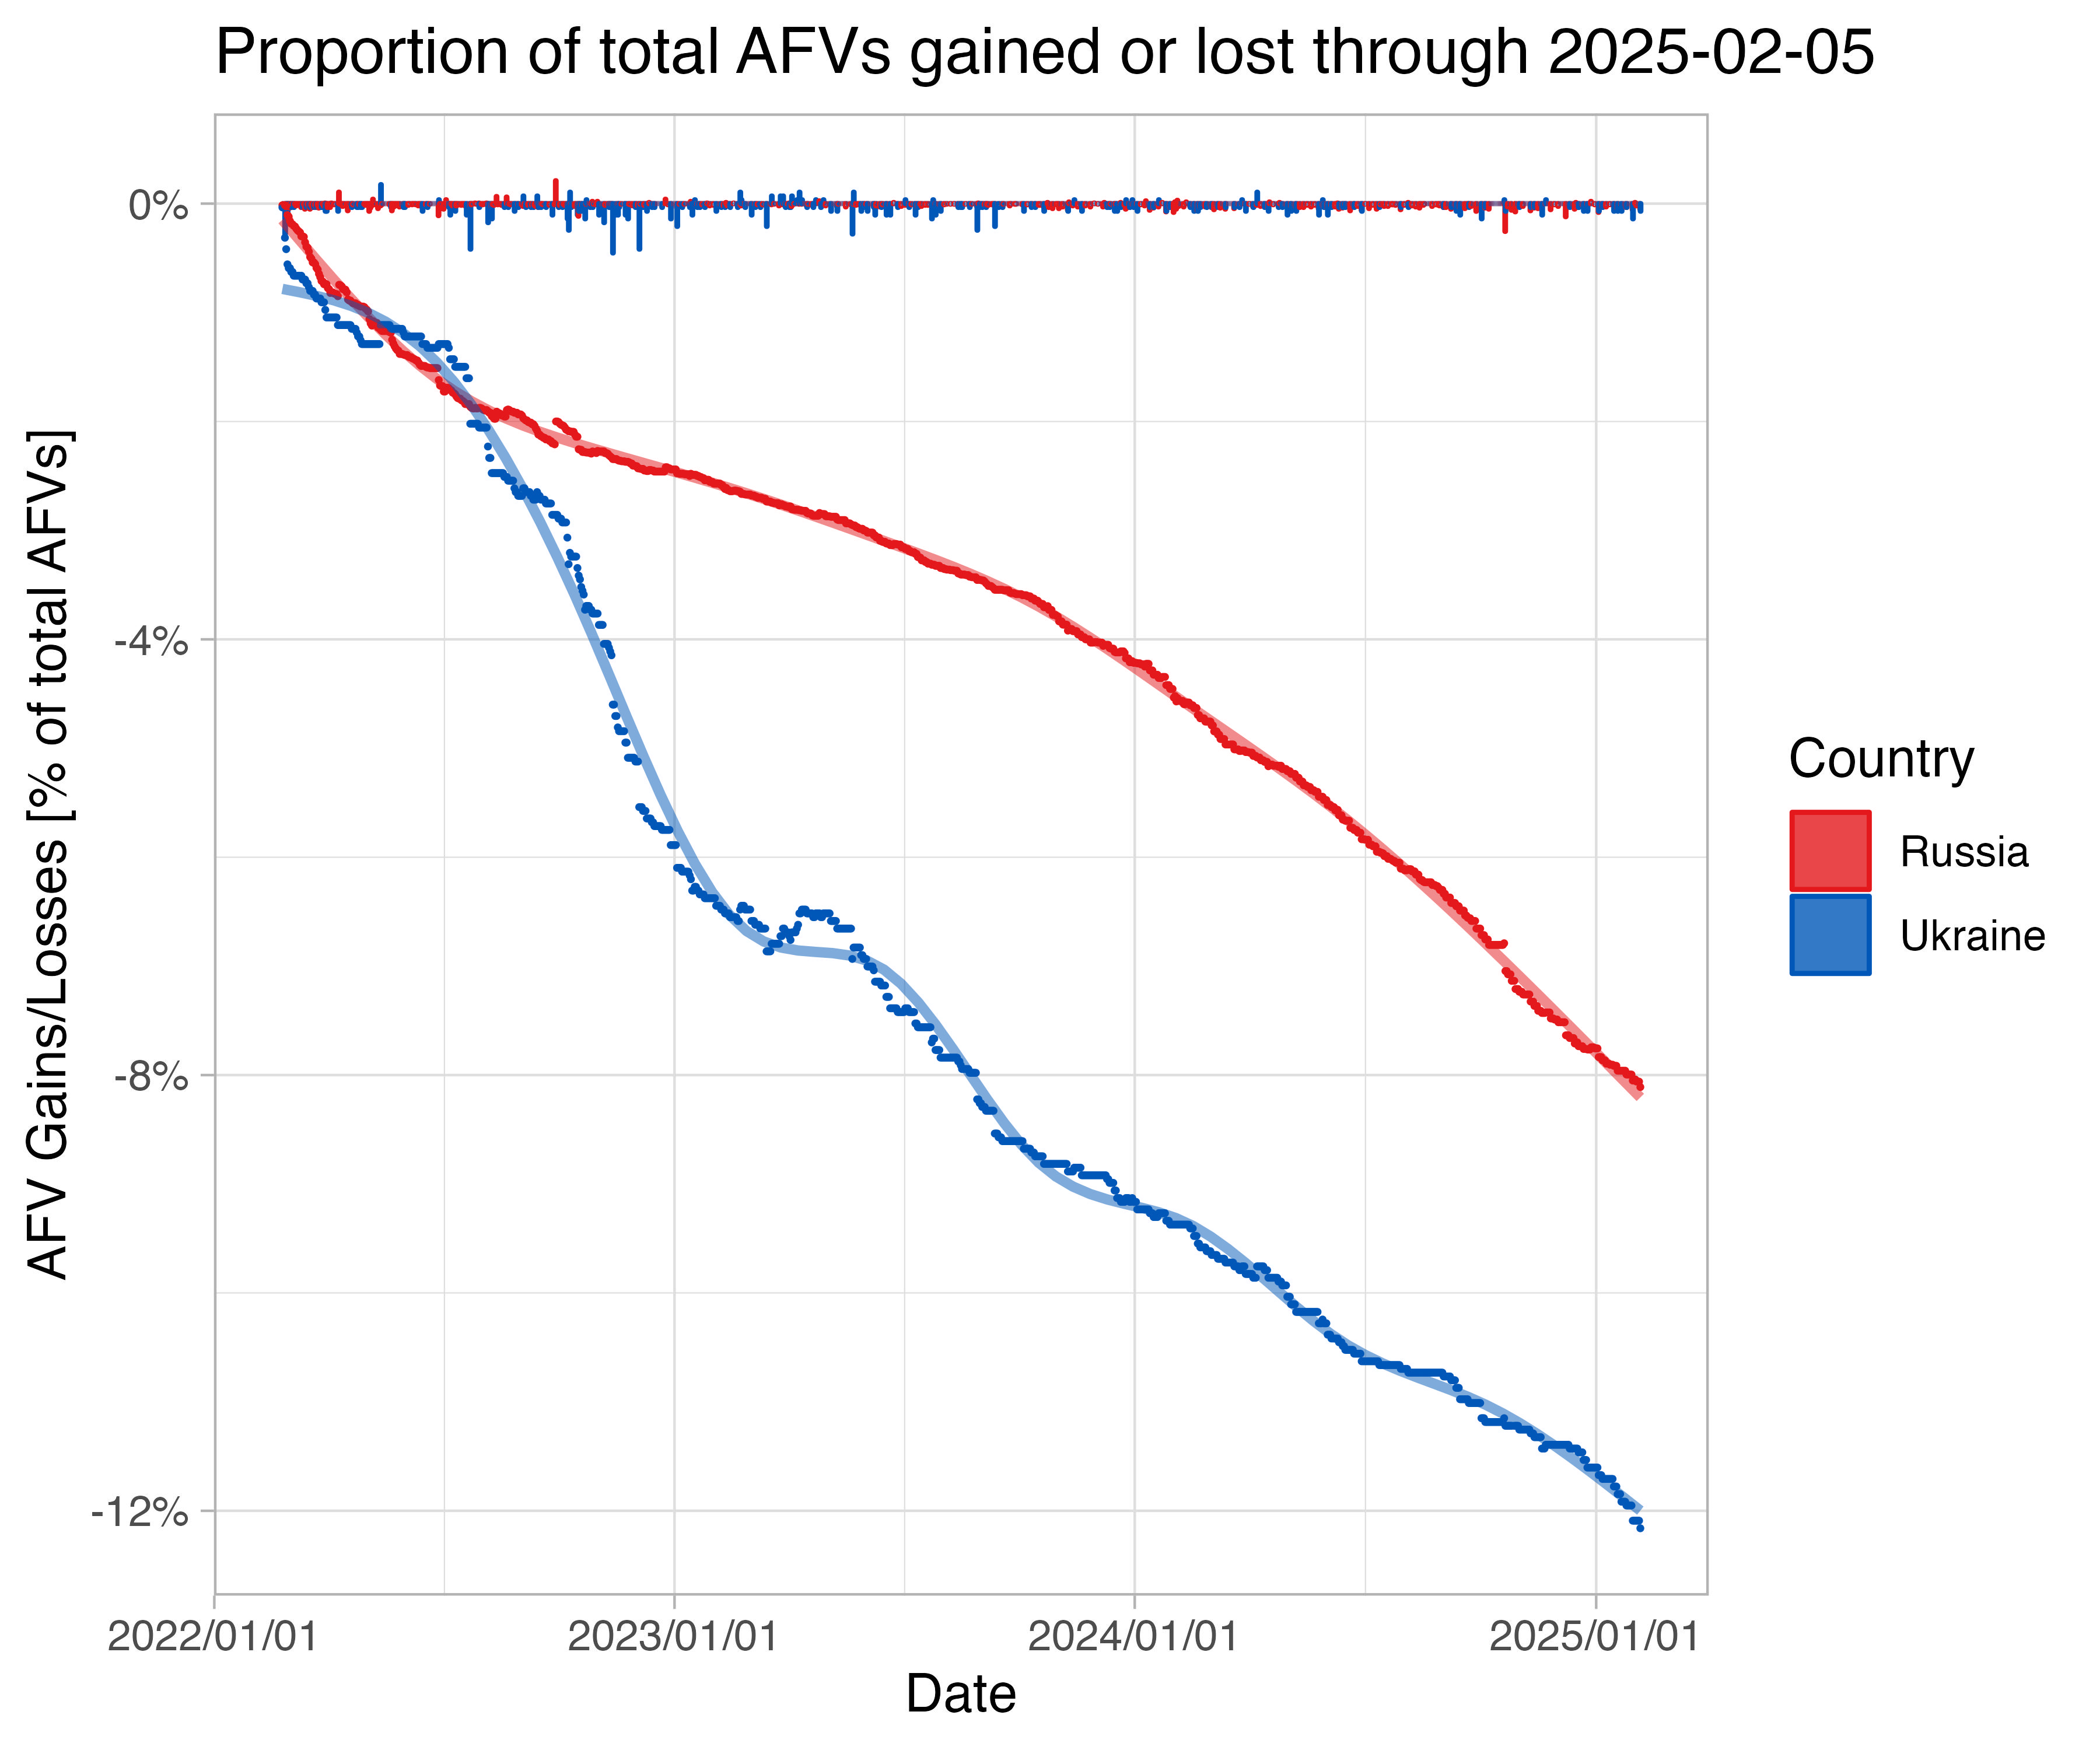 Proportion of total AFVs gained or lost through 2025-02-05
AFV Gains/Losses [% of total AFVs]
0%
-4%
-8%
-12%
2022/01/01
2023/01/01
2024/01/01
2025/01/01
Date
Country
Russia
Ukraine